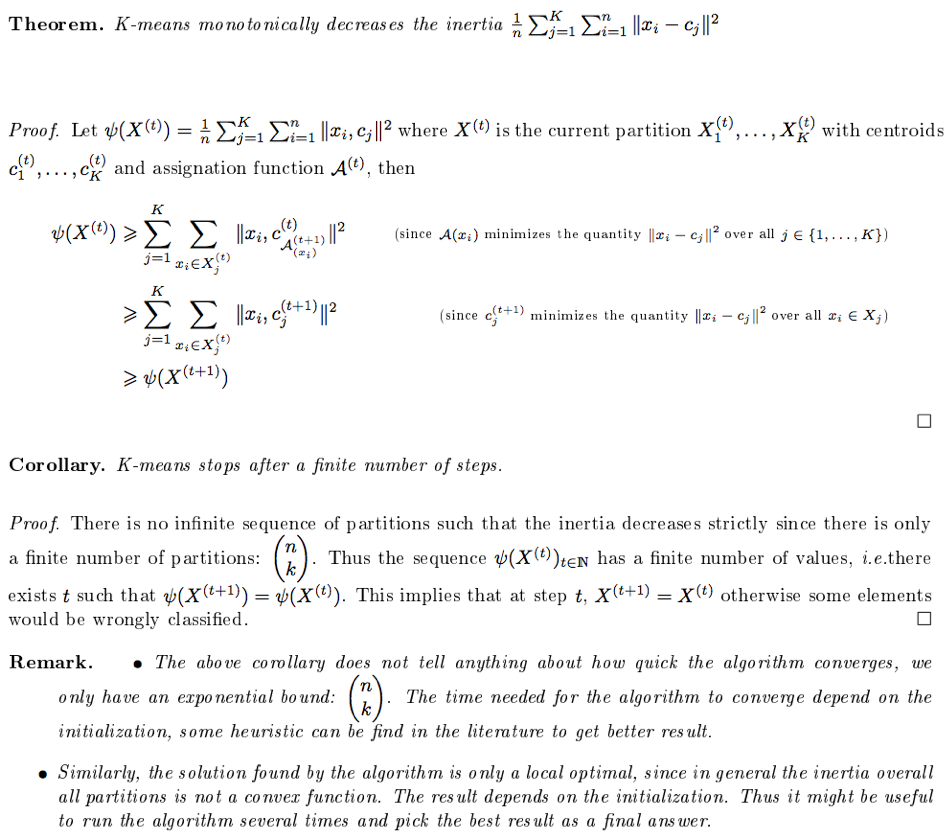 Theorem. K-means monotonically decreases the inertia $\frac{1}{n}\sum_{j=1}^{K}\sum_{i=1}^{n}\|x_i - c_j\|^2$
Proof. Let $\psi(X^{(t)}) = \frac{1}{n}\sum_{j=1}^{K}\sum_{i=1}^{n}\|x_i, c_j\|^2$ where $X^{(t)}$ is the current partition $X_1^{(t)}, \ldots, X_K^{(t)}$ with centroids
$c_1^{(t)}, \ldots, c_K^{(t)}$ and assignation function $\mathcal{A}^{(t)}$, then
$\psi(X^{(t)}) \geqslant \sum_{j=1}^{K}\sum_{x_i \in X_j^{(t)}} \|x_i, c_{\mathcal{A}^{(t+1)}_{(x_i)}}^{(t)}\|^2$ (since $\mathcal{A}(x_i)$ minimizes the quantity $\|x_i - c_j\|^2$ over all $j \in \{1, \ldots, K\}$)
$\geqslant \sum_{j=1}^{K}\sum_{x_i \in X_j^{(t)}} \|x_i, c_j^{(t+1)}\|^2$ (since $c_j^{(t+1)}$ minimizes the quantity $\|x_i - c_j\|^2$ over all $x_i \in X_j$)
$\geqslant \psi(X^{(t+1)})$
□
Corollary. K-means stops after a finite number of steps.
Proof. There is no infinite sequence of partitions such that the inertia decreases strictly since there is only
a finite number of partitions: $\binom{n}{k}$. Thus the sequence $\psi(X^{(t)})_{t \in \mathbb{N}}$ has a finite number of values, i.e.there
exists $t$ such that $\psi(X^{(t+1)}) = \psi(X^{(t)})$. This implies that at step $t$, $X^{(t+1)} = X^{(t)}$ otherwise some elements
would be wrongly classified. □
Remark. • The above corollary does not tell anything about how quick the algorithm converges, we
only have an exponential bound: $\binom{n}{k}$. The time needed for the algorithm to converge depend on the
initialization, some heuristic can be find in the literature to get better result.
• Similarly, the solution found by the algorithm is only a local optimal, since in general the inertia overall
all partitions is not a convex function. The result depends on the initialization. Thus it might be useful
to run the algorithm several times and pick the best result as a final answer.